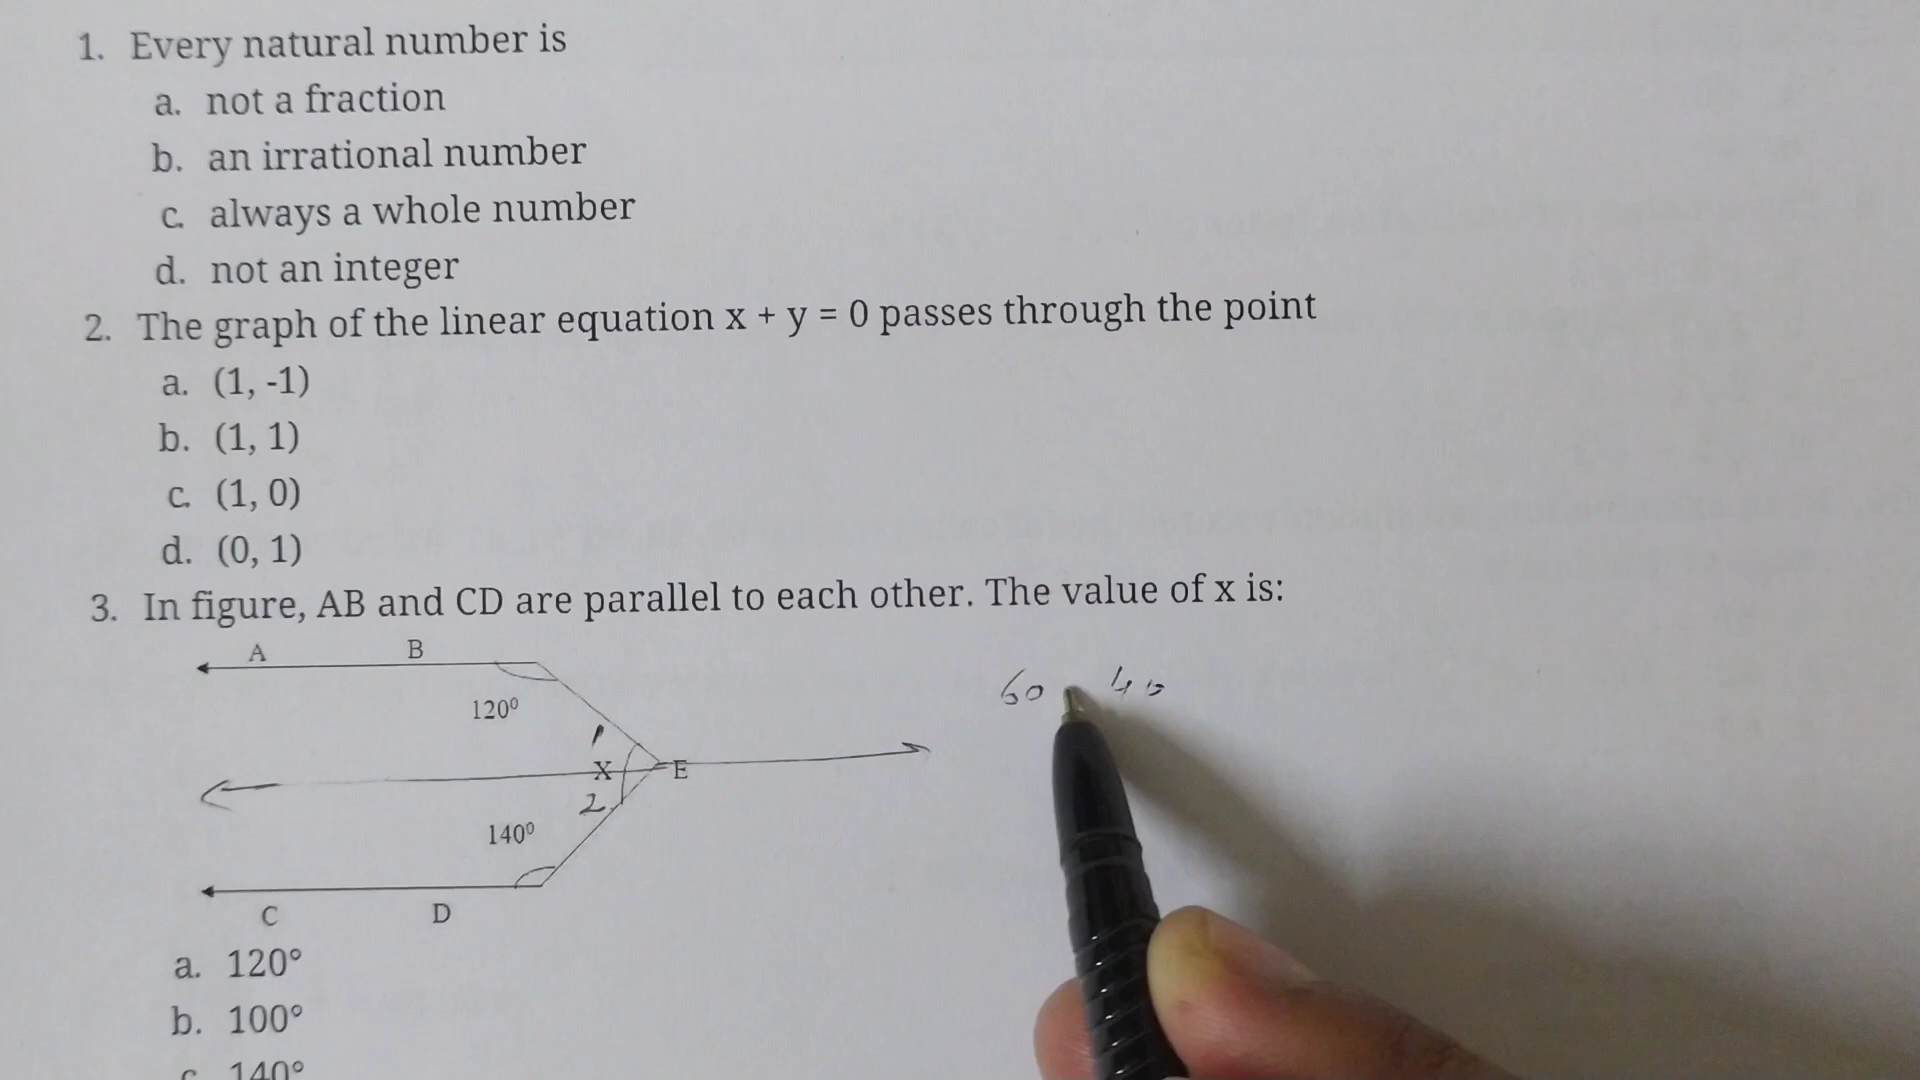 1. Every natural number is
a. not a fraction
b. an irrational number
c. always a whole number
d. not an integer
2. The graph of the linear equation x + y = 0 passes through the point
a. (1, -1)
b. (1, 1)
c. (1, 0)
d. (0, 1)
3. In figure, AB and CD are parallel to each other. The value of x is:
A B
60 40
120⁰
1
X E
2
140⁰
C D
a. 120°
b. 100°
c. 140°